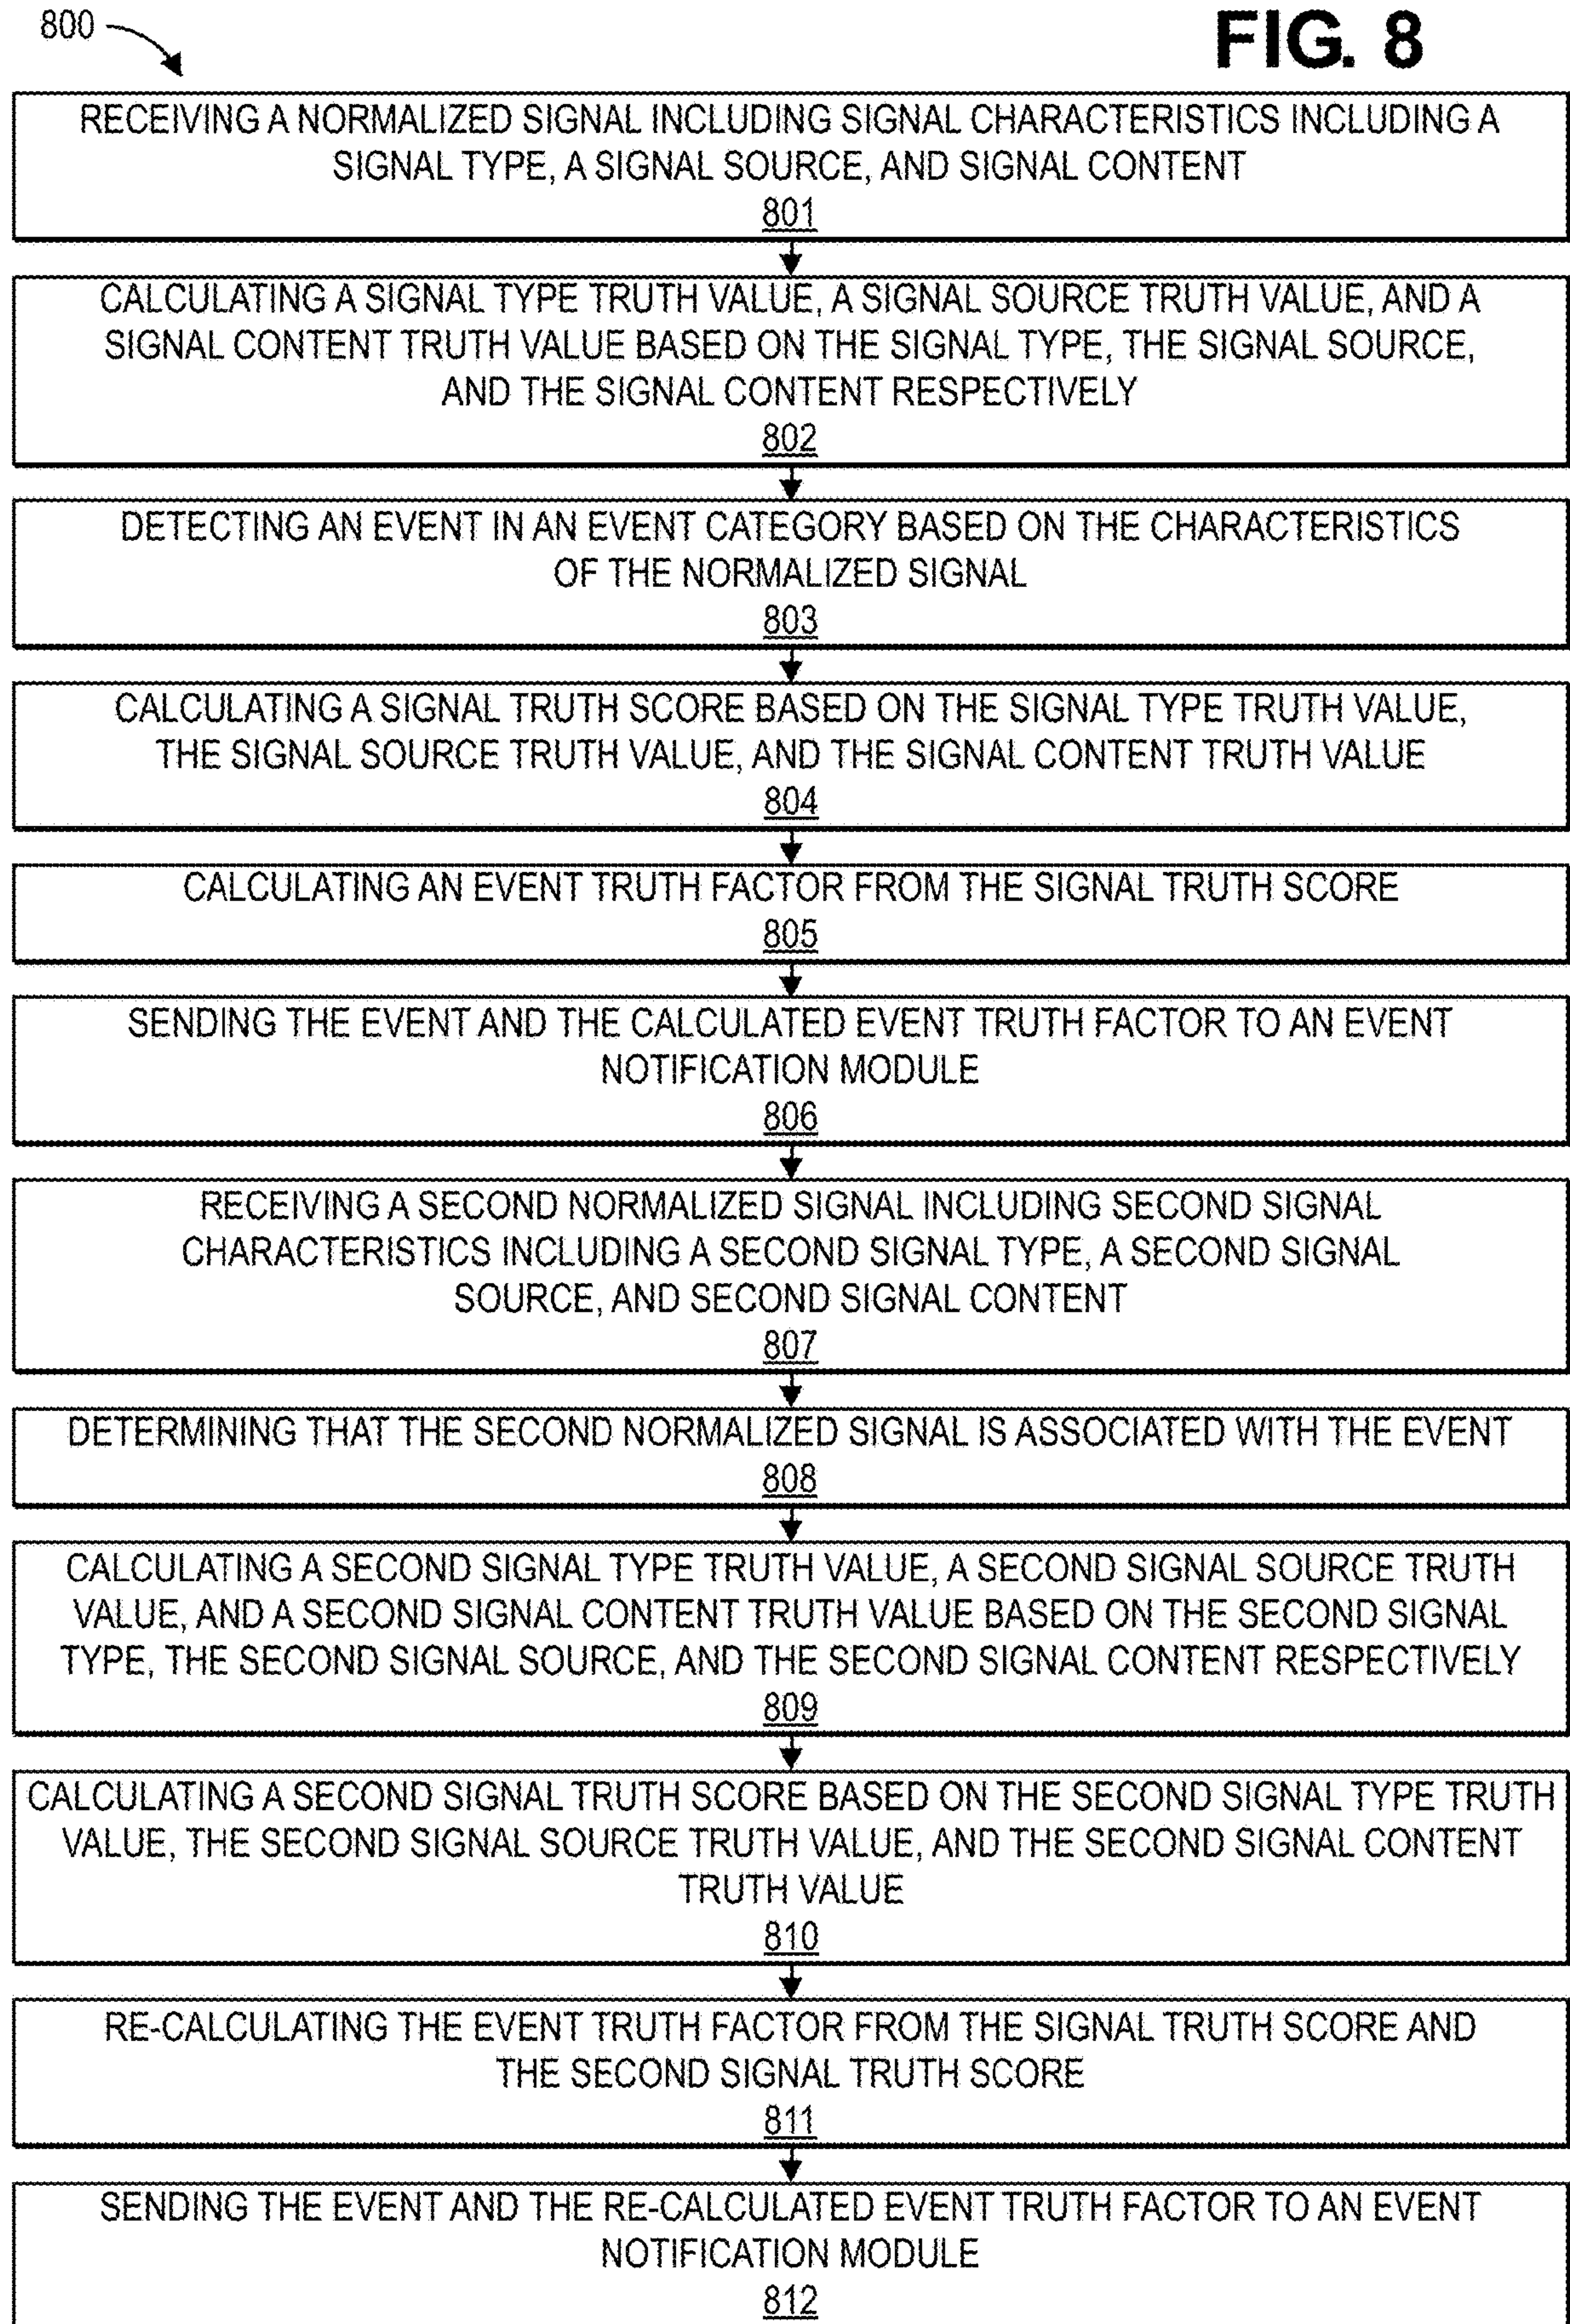 800
FIG. 8
RECEIVING A NORMALIZED SIGNAL INCLUDING SIGNAL CHARACTERISTICS INCLUDING A
SIGNAL TYPE, A SIGNAL SOURCE, AND SIGNAL CONTENT
801
CALCULATING A SIGNAL TYPE TRUTH VALUE, A SIGNAL SOURCE TRUTH VALUE, AND A
SIGNAL CONTENT TRUTH VALUE BASED ON THE SIGNAL TYPE, THE SIGNAL SOURCE,
AND THE SIGNAL CONTENT RESPECTIVELY
802
DETECTING AN EVENT IN AN EVENT CATEGORY BASED ON THE CHARACTERISTICS
OF THE NORMALIZED SIGNAL
803
CALCULATING A SIGNAL TRUTH SCORE BASED ON THE SIGNAL TYPE TRUTH VALUE,
THE SIGNAL SOURCE TRUTH VALUE, AND THE SIGNAL CONTENT TRUTH VALUE
804
CALCULATING AN EVENT TRUTH FACTOR FROM THE SIGNAL TRUTH SCORE
805
SENDING THE EVENT AND THE CALCULATED EVENT TRUTH FACTOR TO AN EVENT
NOTIFICATION MODULE
806
RECEIVING A SECOND NORMALIZED SIGNAL INCLUDING SECOND SIGNAL
CHARACTERISTICS INCLUDING A SECOND SIGNAL TYPE, A SECOND SIGNAL
SOURCE, AND SECOND SIGNAL CONTENT
807
DETERMINING THAT THE SECOND NORMALIZED SIGNAL IS ASSOCIATED WITH THE EVENT
808
CALCULATING A SECOND SIGNAL TYPE TRUTH VALUE, A SECOND SIGNAL SOURCE TRUTH
VALUE, AND A SECOND SIGNAL CONTENT TRUTH VALUE BASED ON THE SECOND SIGNAL
TYPE, THE SECOND SIGNAL SOURCE, AND THE SECOND SIGNAL CONTENT RESPECTIVELY
809
CALCULATING A SECOND SIGNAL TRUTH SCORE BASED ON THE SECOND SIGNAL TYPE TRUTH
VALUE, THE SECOND SIGNAL SOURCE TRUTH VALUE, AND THE SECOND SIGNAL CONTENT
TRUTH VALUE
810
RE-CALCULATING THE EVENT TRUTH FACTOR FROM THE SIGNAL TRUTH SCORE AND
THE SECOND SIGNAL TRUTH SCORE
811
SENDING THE EVENT AND THE RE-CALCULATED EVENT TRUTH FACTOR TO AN EVENT
NOTIFICATION MODULE
812